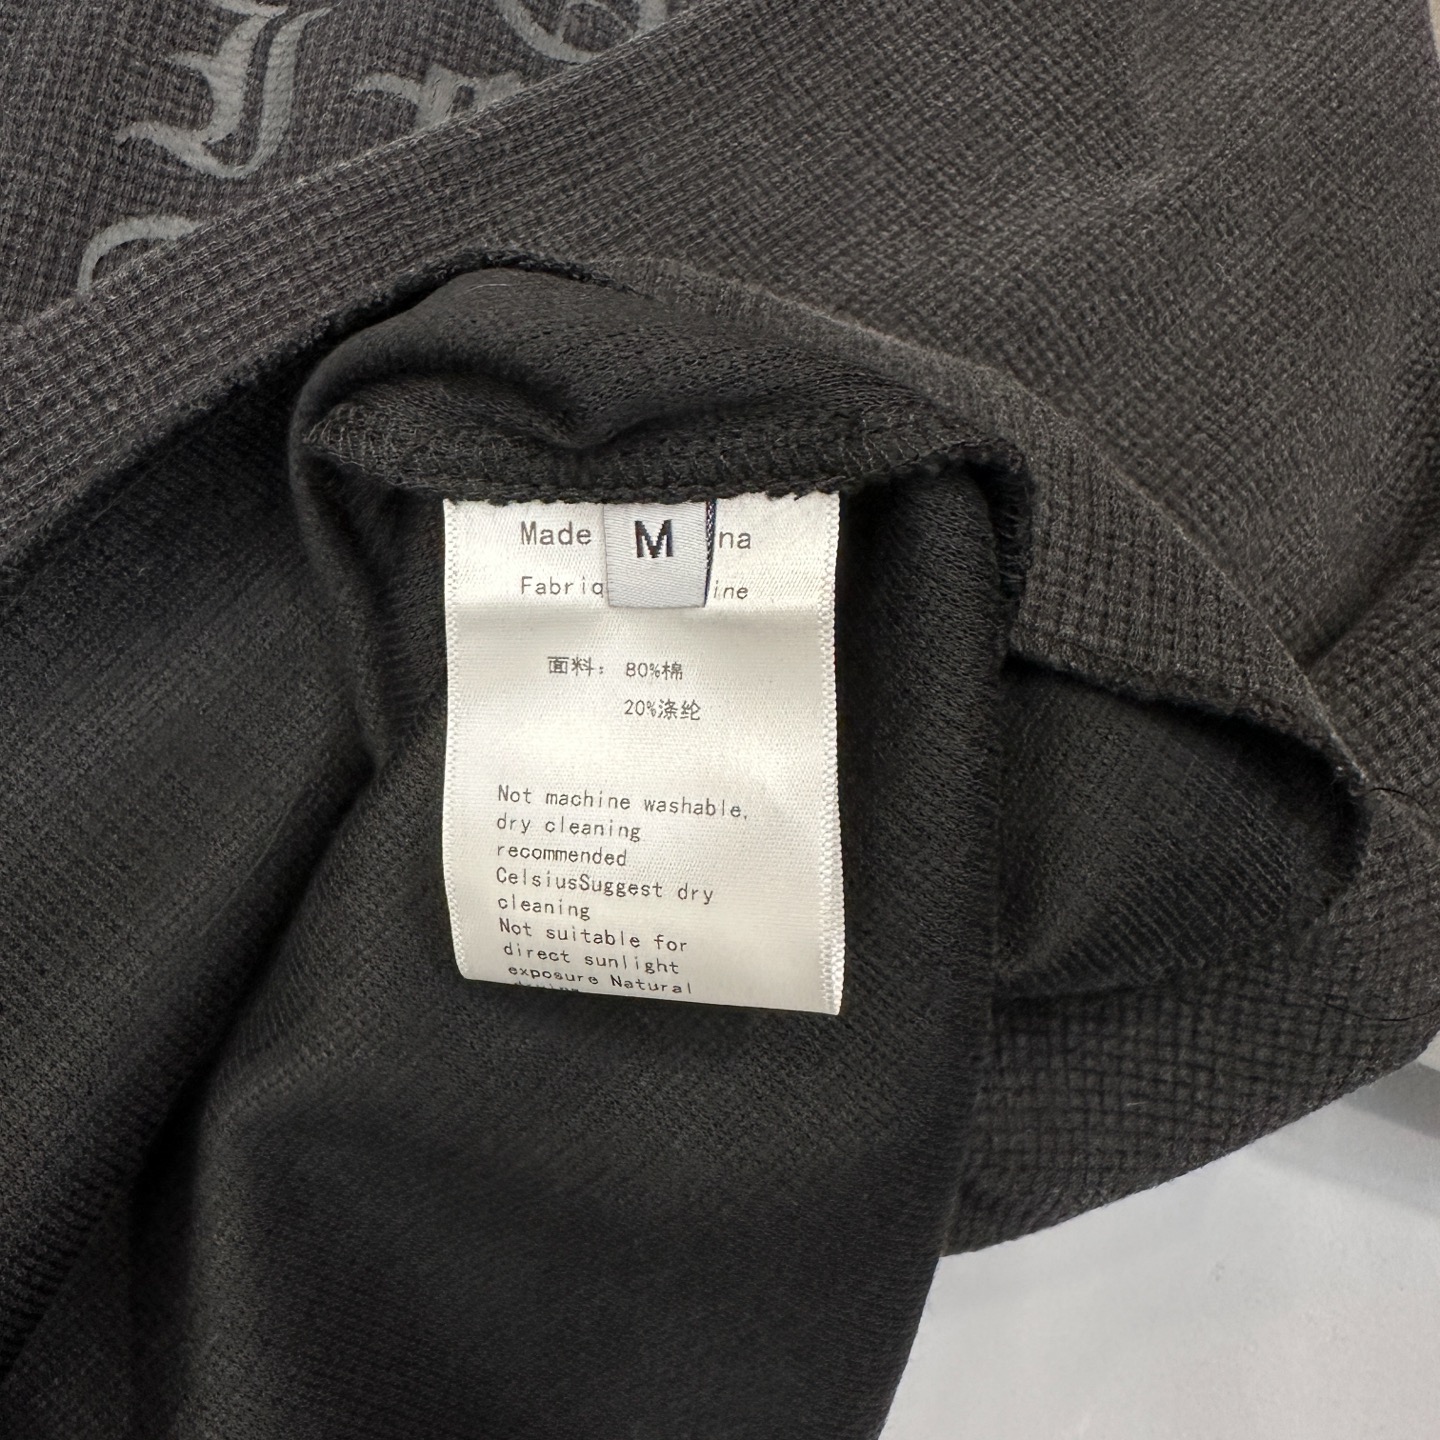 Made M na
Fabriq ine
面料: 80%棉
20%涤纶
Not machine washable,
dry cleaning
recommended
CelsiusSuggest dry
cleaning
Not suitable for
direct sunlight
exposure Natural